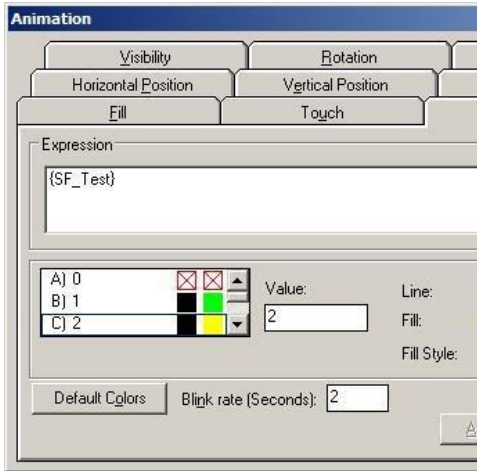 Animation
Visibility Rotation
Horizontal Position Vertical Position
Fill Touch
Expression
{SF_Test}
A) 0
B) 1
C) 2
Value:
2
Line:
Fill:
Fill Style:
Default Colors Blink rate (Seconds): 2
A